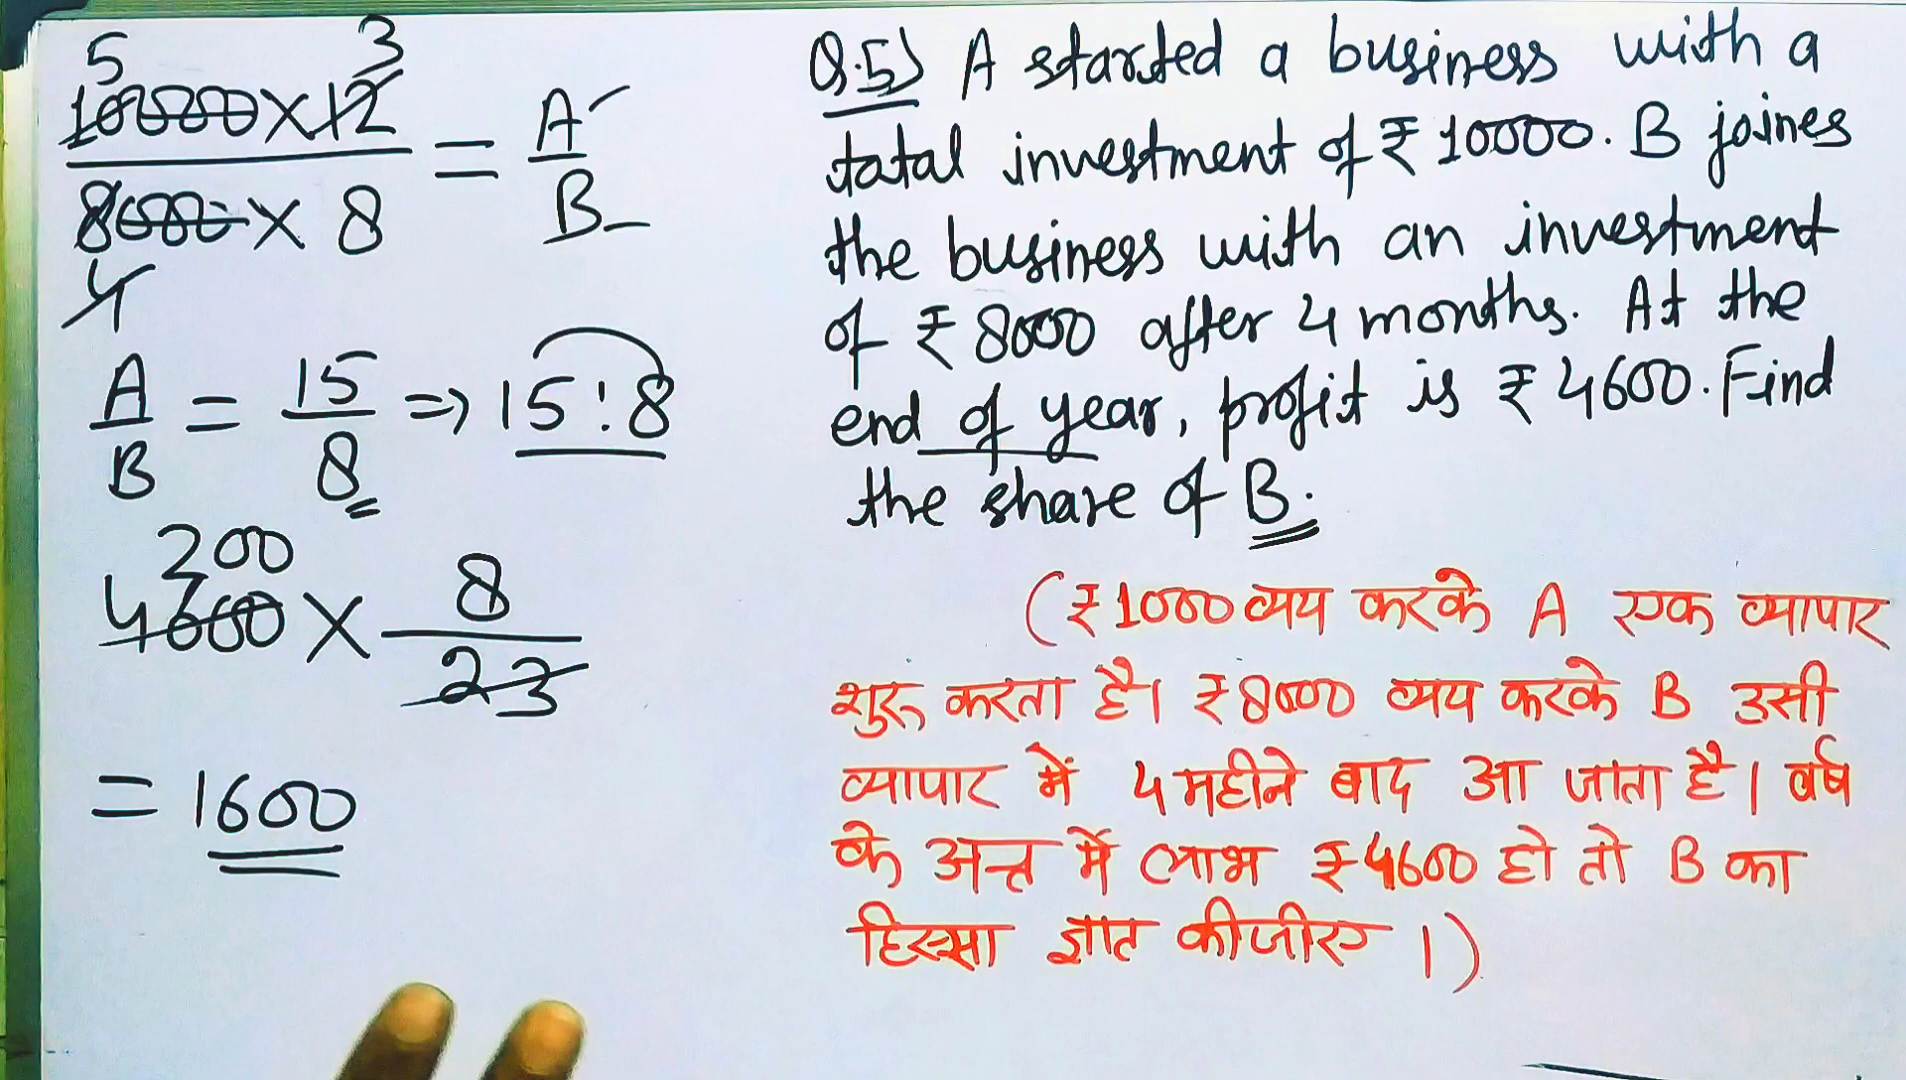 5 3
10000×12 = A
8000 × 8 B
4
A = 15 => 15:8
B 8
200
4600 × 8
23
= 1600
Q.5) A started a business with a
total investment of ₹ 10000. B joines
the business with an investment
of ₹ 8000 after 4 months. At the
end of year, profit is ₹ 4600. Find
the share of B.
(₹1000 व्यय करके A एक व्यापार
शुरू करता है। ₹8000 व्यय करके B उसी
व्यापार में 4 महीने बाद आ जाता है। वर्ष
के अन्त में लाभ ₹4600 हो तो B का
हिस्सा ज्ञात कीजीए।)